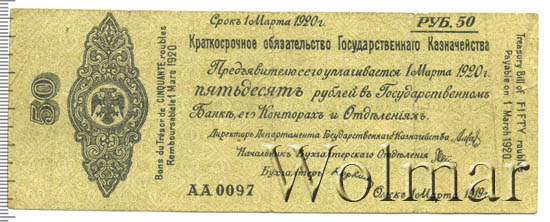 Срокъ 1 Марта 1920 г.
РУБ. 50
Краткосрочное обязательство Государственнаго Казначейства
Предъявителю сего уплачивается 1 Марта 1920 г.
пятьдесятъ рублей въ Государственномъ
Банкѣ, его Конторахъ и Отдѣленіяхъ.
Директоръ Департамента Государственнаго Казначейства
Начальникъ Бухгалтерскаго Отдѣленія
Бухгалтеръ
АА 0097
Омскъ, 1 Марта 1919 г.
50
Bons du Trésor de CINQUANTE roubles
Remboursable 1 Mars 1920.
Treasury Bill of FIFTY roubles
Payable on 1 March 1920.
Wolmar